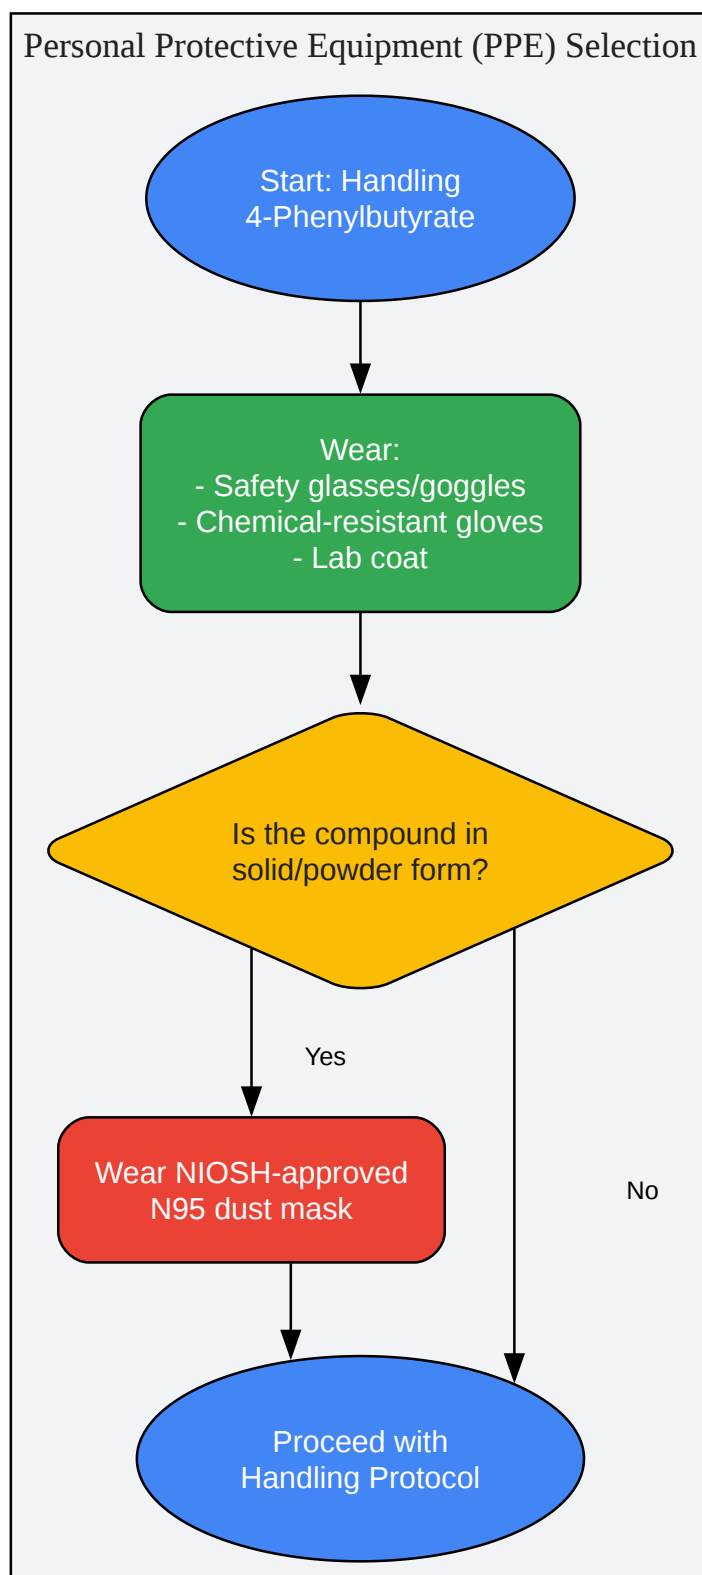 Personal Protective Equipment (PPE) Selection
Start: Handling
4-Phenylbutyrate
Wear:
- Safety glasses/goggles
- Chemical-resistant gloves
- Lab coat
Is the compound in
solid/powder form?
Yes
Wear NIOSH-approved
N95 dust mask
No
Proceed with
Handling Protocol